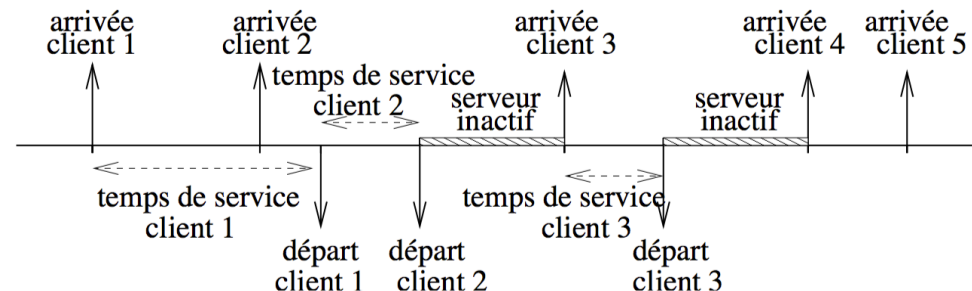 arrivée
client 1
arrivée
client 2
arrivée
client 3
arrivée
client 4
arrivée
client 5
temps de service
client 2
serveur
inactif
serveur
inactif
temps de service
client 1
temps de service
client 3
départ
client 1
départ
client 2
départ
client 3